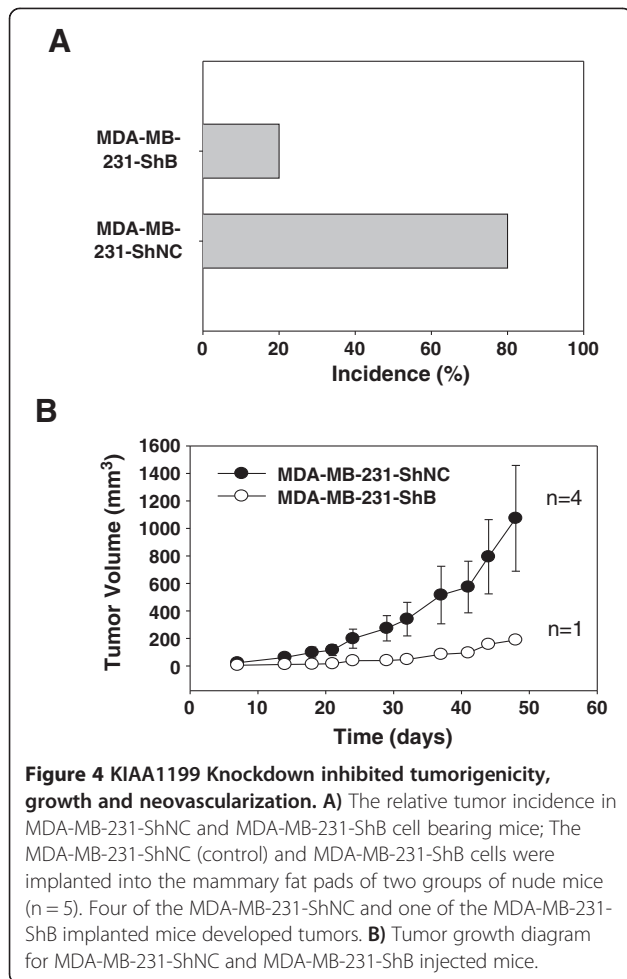 A
MDA-MB-
231-ShB
MDA-MB-
231-ShNC
0 20 40 60 80 100
Incidence (%)
B
1600
1400
1200
1000
800
600
400
200
0
Tumor Volume (mm³)
MDA-MB-231-ShNC
MDA-MB-231-ShB
n=4
n=1
0 10 20 30 40 50 60
Time (days)
Figure 4 KIAA1199 Knockdown inhibited tumorigenicity,
growth and neovascularization. A) The relative tumor incidence in
MDA-MB-231-ShNC and MDA-MB-231-ShB cell bearing mice; The
MDA-MB-231-ShNC (control) and MDA-MB-231-ShB cells were
implanted into the mammary fat pads of two groups of nude mice
(n = 5). Four of the MDA-MB-231-ShNC and one of the MDA-MB-231-
ShB implanted mice developed tumors. B) Tumor growth diagram
for MDA-MB-231-ShNC and MDA-MB-231-ShB injected mice.